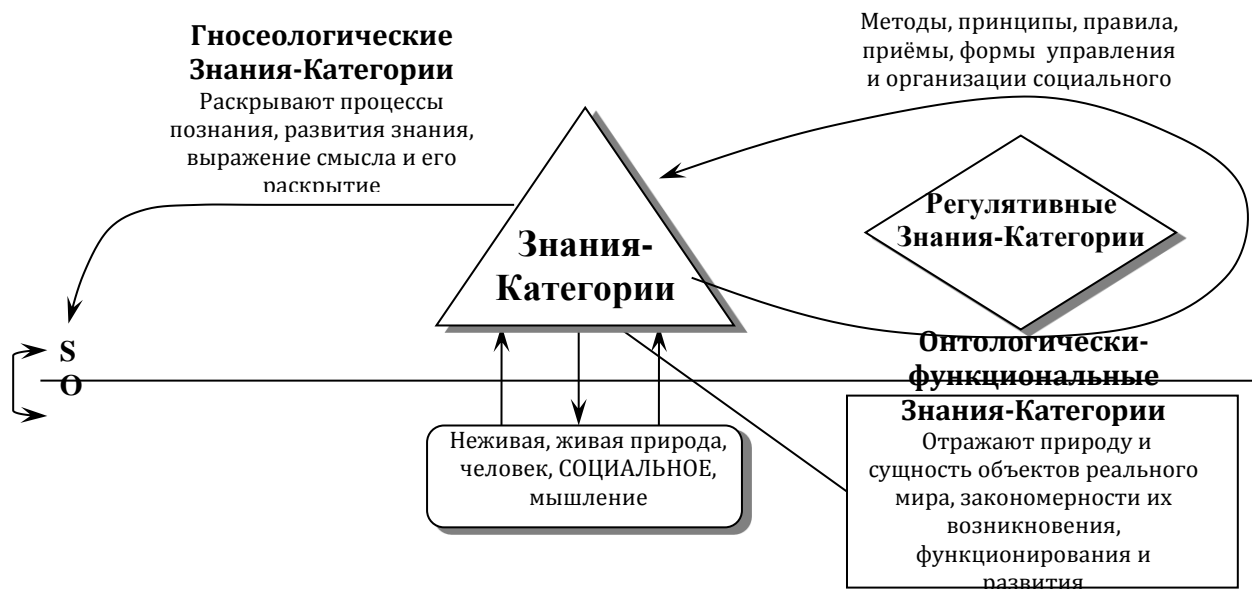 Гносеологические
Знания-Категории
Раскрывают процессы
познания, развития знания,
выражение смысла и его
раскрытие
Методы, принципы, правила,
приёмы, формы управления
и организации социального
Знания-
Категории
Регулятивные
Знания-Категории
S
O
Неживая, живая природа,
человек, СОЦИАЛЬНОЕ,
мышление
Онтологически-
функциональные
Знания-Категории
Отражают природу и
сущность объектов реального
мира, закономерности их
возникновения,
функционирования и
развития